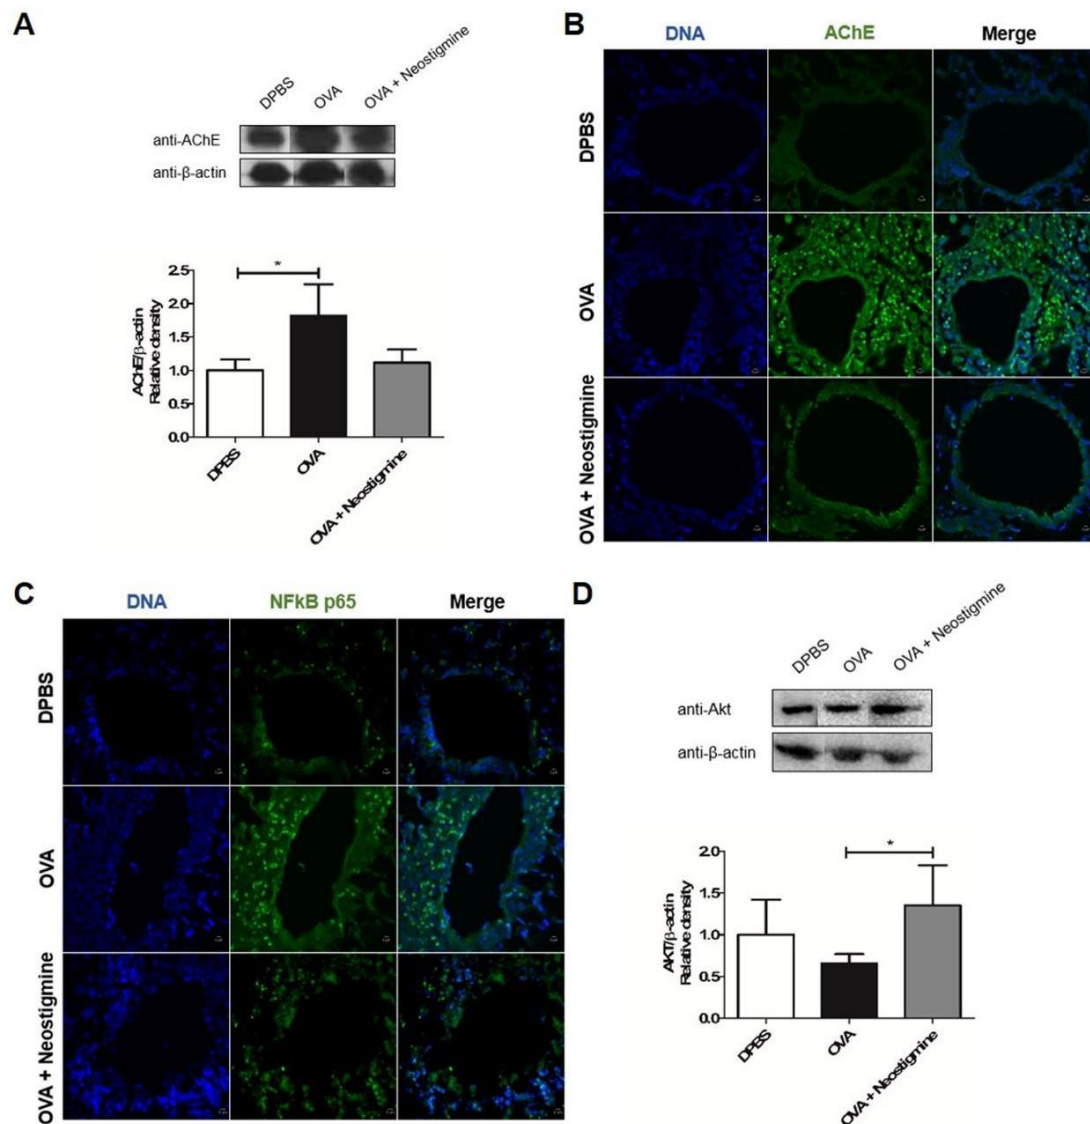 A
DPBS
OVA
OVA + Neostigmine
anti-AChE
anti-β-actin
AChE/β-actin
Relative density
2.5
2.0
1.5
1.0
0.5
0.0
*
DPBS
OVA
OVA + Neostigmine
B
DNA
AChE
Merge
DPBS
OVA
OVA + Neostigmine
C
DNA
NFkB p65
Merge
DPBS
OVA
OVA + Neostigmine
D
DPBS
OVA
OVA + Neostigmine
anti-Akt
anti-β-actin
AKT/β-actin
Relative density
2.0
1.5
1.0
0.5
0.0
*
DPBS
OVA
OVA + Neostigmine